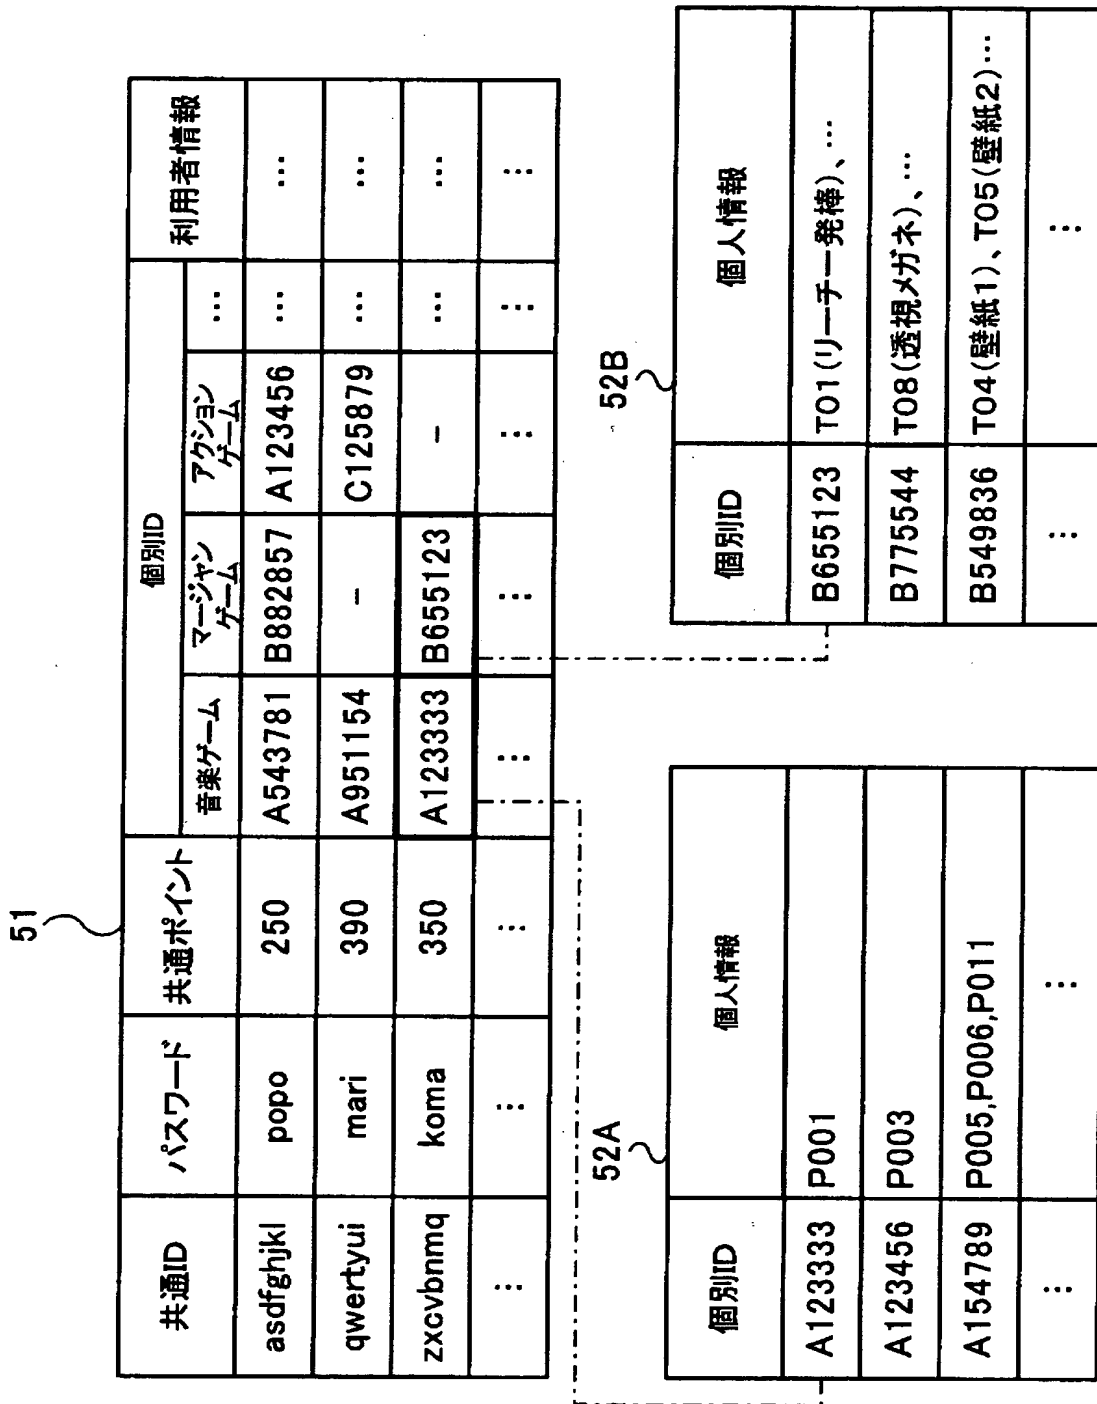 51
共通ID パスワード 共通ポイント 個別ID 利用者情報
音楽ゲーム マージャンゲーム アクションゲーム …
asdfghjkl popo 250 A543781 B882857 A123456 … …
qwertyui mari 390 A951154 － C125879 … …
zxcvbnmq koma 350 A123333 B655123 － … …
… … … … … … … …
52A
個別ID 個人情報
A123333 P001
A123456 P003
A154789 P005,P006,P011
… …
52B
個別ID 個人情報
B655123 T01(リーチ一発棒)、…
B775544 T08(透視メガネ)、…
B549836 T04(壁紙1)、T05(壁紙2)…
… …